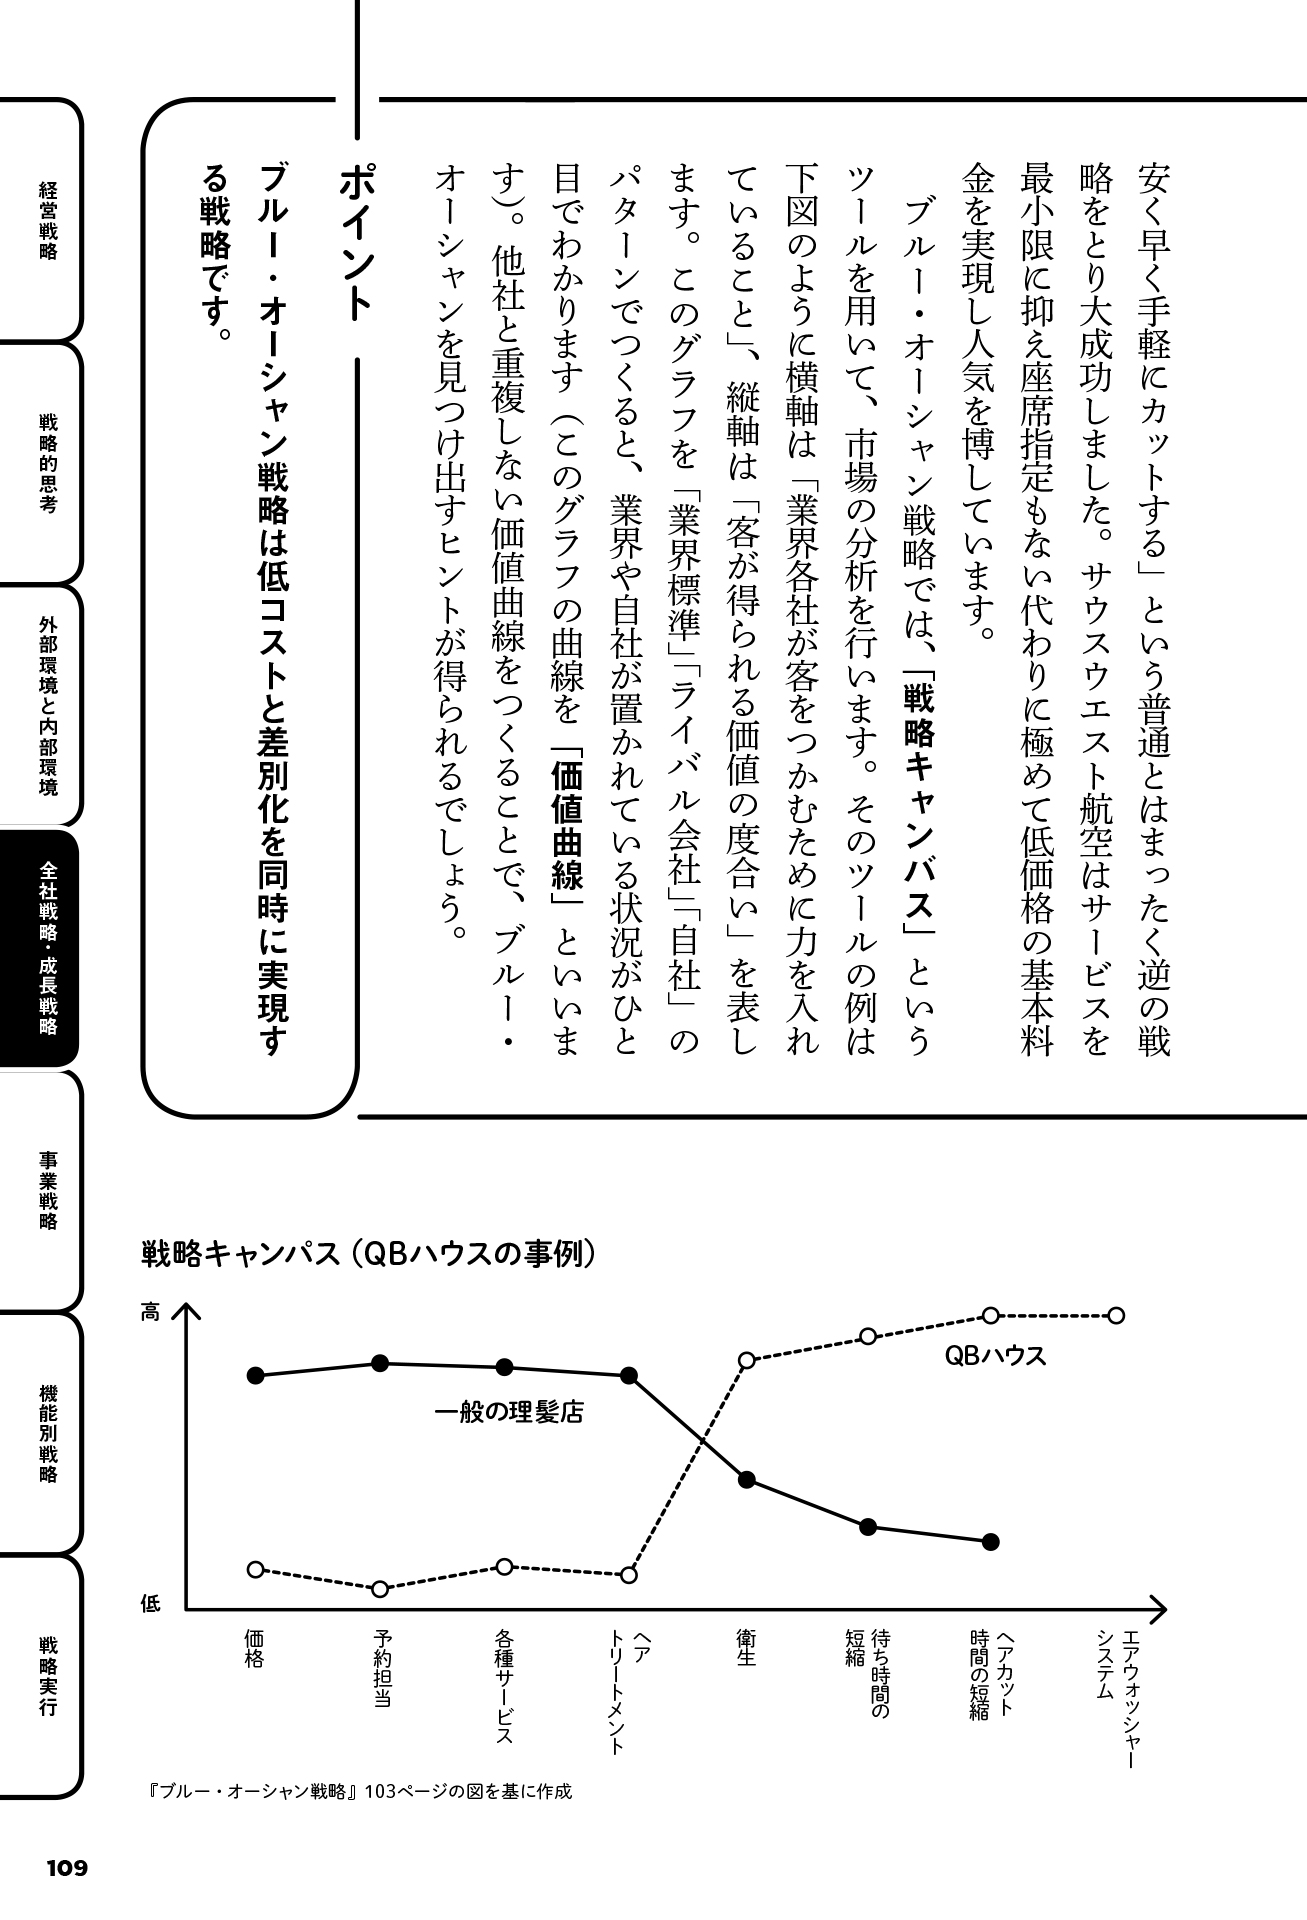 安く早く手軽にカットする」という普通とはまったく逆の戦
略をとり大成功しました。サウスウエスト航空はサービスを
最小限に抑え座席指定もない代わりに極めて低価格の基本料
金を実現し人気を博しています。
ブルー・オーシャン戦略では、「戦略キャンバス」という
ツールを用いて、市場の分析を行います。そのツールの例は
下図のように横軸は「業界各社が客をつかむために力を入れ
ていること」、縦軸は「客が得られる価値の度合い」を表し
ます。このグラフを「業界標準」「ライバル会社」「自社」の
パターンでつくると、業界や自社が置かれている状況がひと
目でわかります（このグラフの曲線を「価値曲線」といいま
す）。他社と重複しない価値曲線をつくることで、ブルー・
オーシャンを見つけ出すヒントが得られるでしょう。
ポイント
ブルー・オーシャン戦略は低コストと差別化を同時に実現す
る戦略です。
経営戦略
戦略的思考
外部環境と内部環境
全社戦略・成長戦略
事業戦略
機能別戦略
戦略実行
戦略キャンパス（QBハウスの事例）
高
QBハウス
一般の理髪店
低
価格
予約担当
各種サービス
ヘア
トリートメント
衛生
待ち時間の
短縮
ヘアカット
時間の短縮
エアウォッシャー
システム
『ブルー・オーシャン戦略』103ページの図を基に作成
109